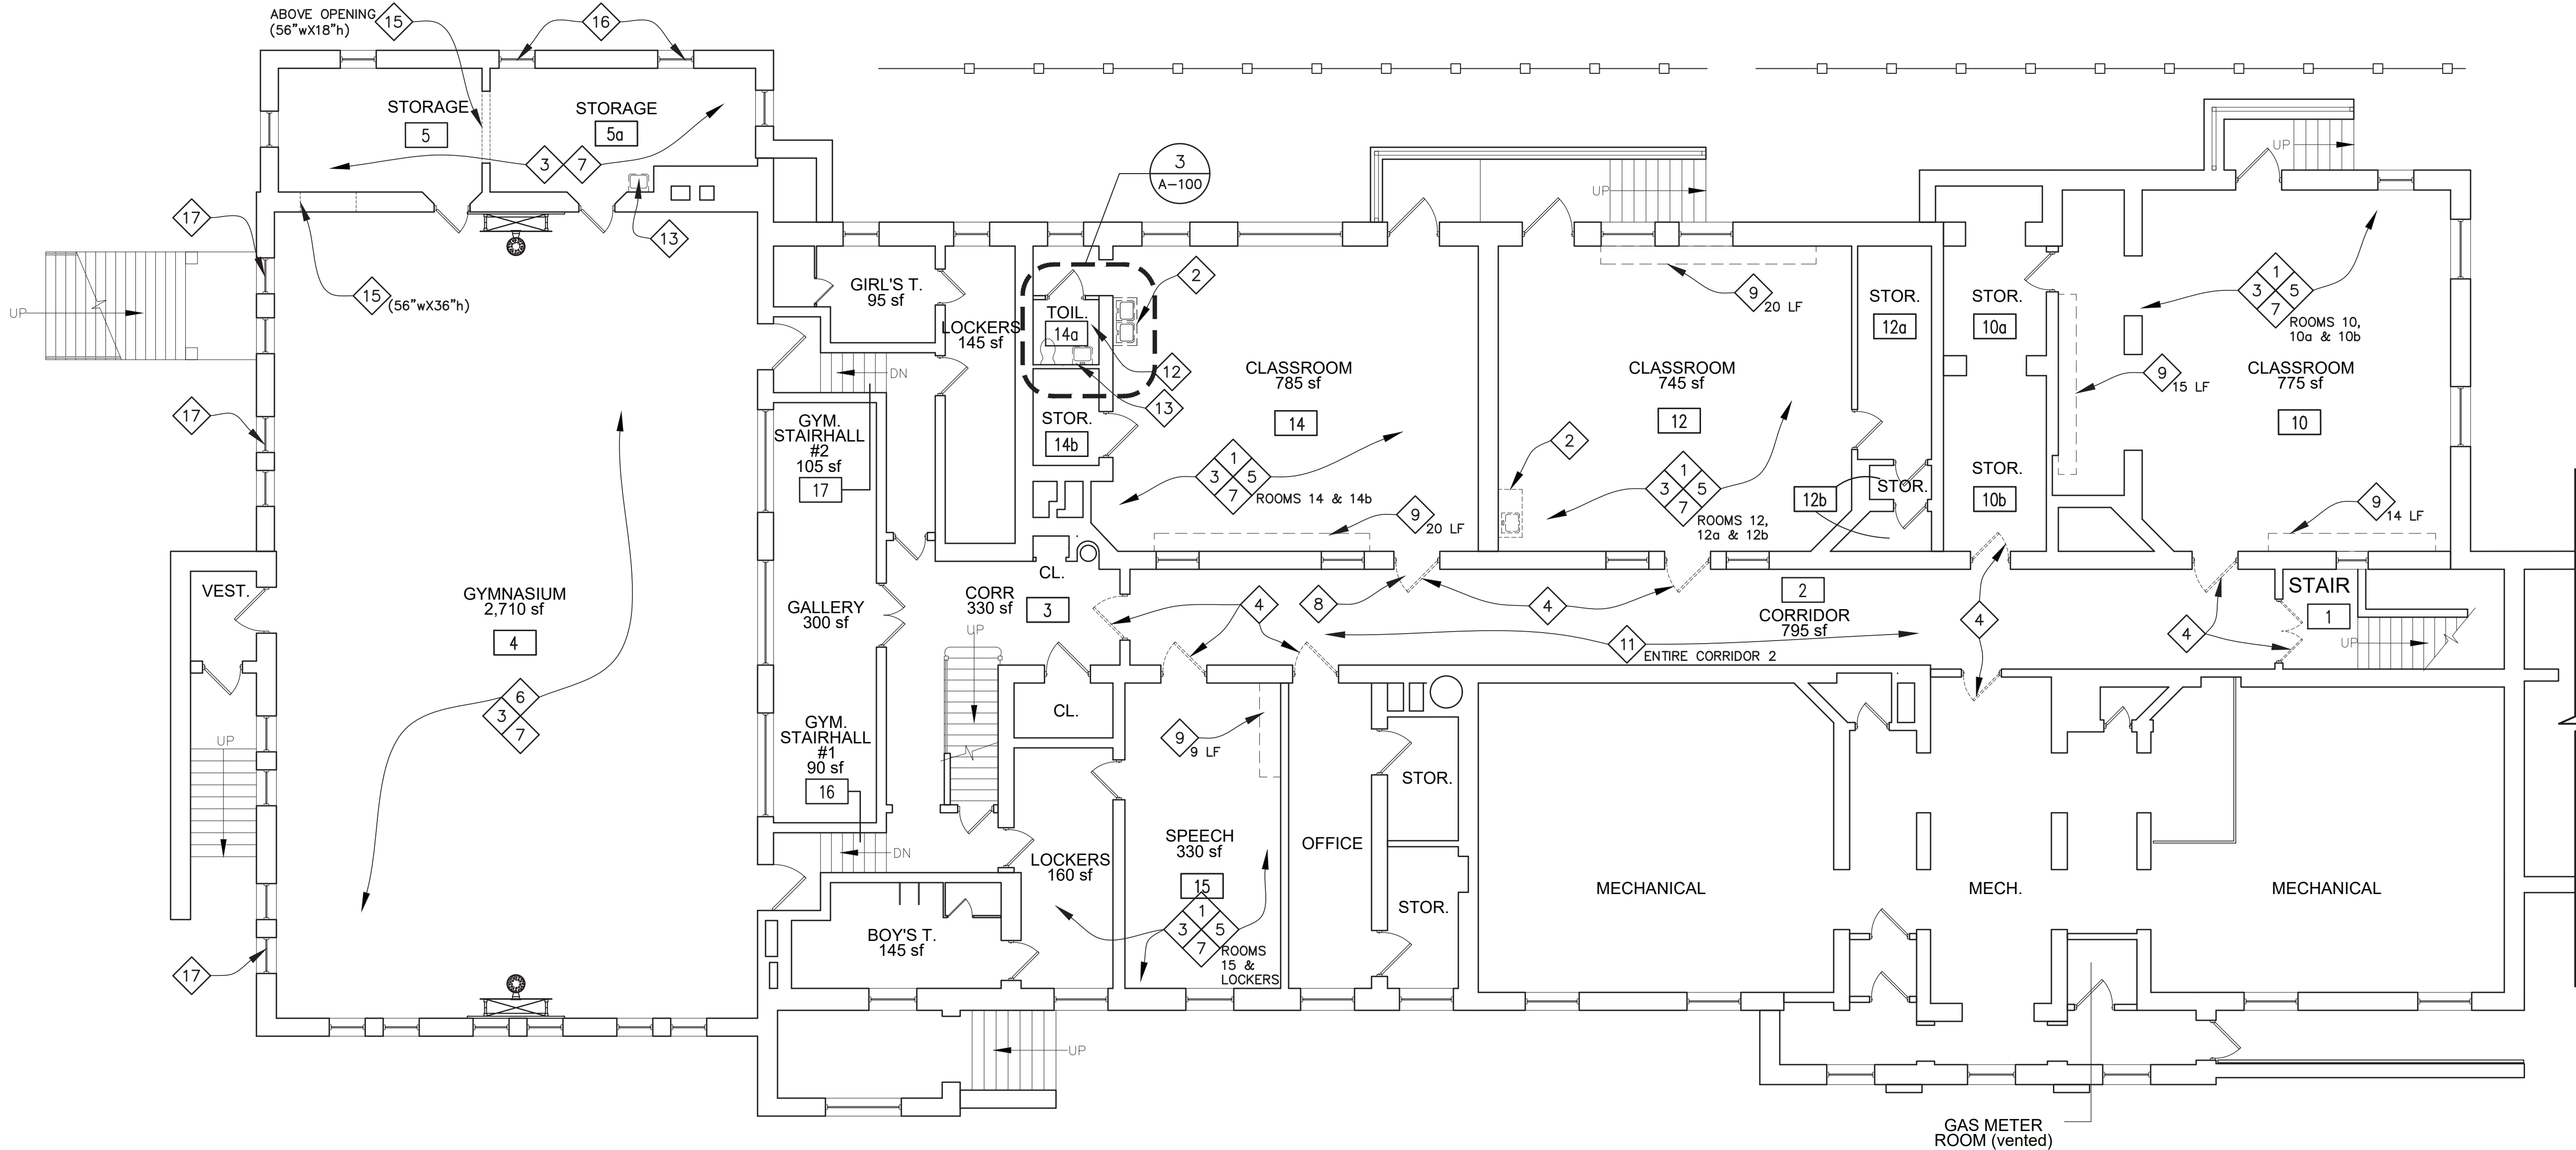 ABOVE OPENING
(56"wX18"h)
15
16
STORAGE
5
STORAGE
5a
3
7
17
13
UP
15
(56"wX36"h)
17
GYMNASIUM
2,710 sf
4
6
3
7
VEST.
UP
17
GIRL'S T.
95 sf
LOCKERS
145 sf
DN
GYM.
STAIRHALL
#2
105 sf
17
GALLERY
300 sf
GYM.
STAIRHALL
#1
90 sf
16
DN
BOY'S T.
145 sf
UP
3
A-100
2
TOIL.
14a
12
13
STOR.
14b
CLASSROOM
785 sf
14
1
3
5
7
ROOMS 14 & 14b
9
20 LF
CL.
CORR
330 sf
3
UP
CL.
LOCKERS
160 sf
4
8
4
9
9 LF
SPEECH
330 sf
15
1
3
5
7
ROOMS
15 &
LOCKERS
OFFICE
STOR.
STOR.
UP
9
20 LF
CLASSROOM
745 sf
12
2
1
3
5
7
ROOMS 12,
12a & 12b
STOR.
12a
STOR.
12b
2
CORRIDOR
795 sf
11
ENTIRE CORRIDOR 2
STOR.
10a
STOR.
10b
UP
1
3
5
7
ROOMS 10,
10a & 10b
9
15 LF
CLASSROOM
775 sf
10
9
14 LF
4
4
STAIR
1
UP
MECHANICAL
MECH.
MECHANICAL
GAS METER
ROOM (vented)